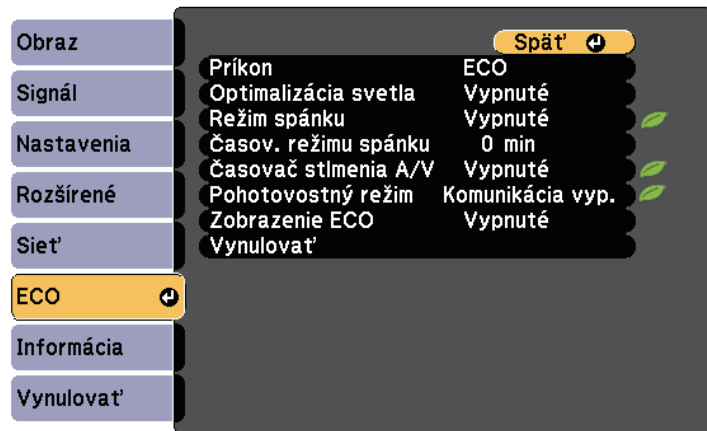 Obraz
Signál
Nastavenia
Rozšírené
Sieť
ECO
Informácia
Vynulovať
Späť
Príkon ECO
Optimalizácia svetla Vypnuté
Režim spánku Vypnuté
Časov. režimu spánku 0 min
Časovač stlmenia A/V Vypnuté
Pohotovostný režim Komunikácia vyp.
Zobrazenie ECO Vypnuté
Vynulovať